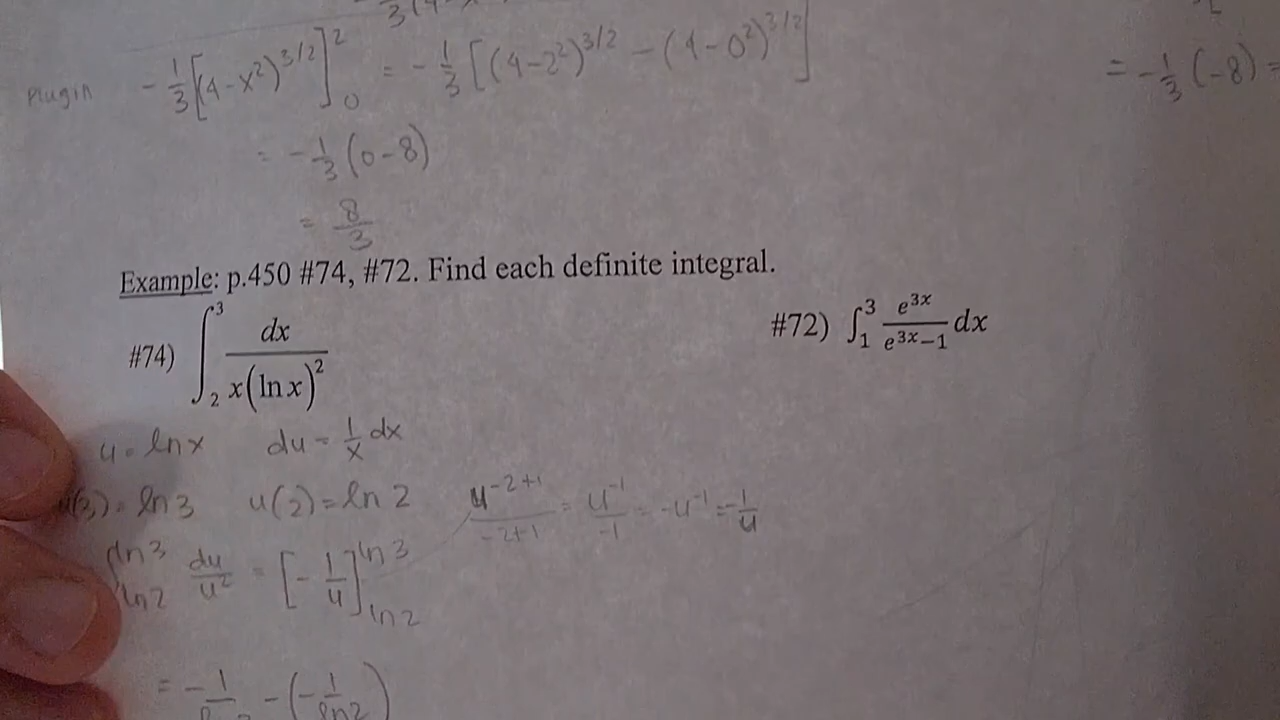 Plugin -1/3[(4-x²)^{3/2}]₀² = -1/3[(4-2²)^{3/2} - (4-0²)^{3/2}]
= -1/3(-8) =
= -1/3(0-8)
= 8/3
Example: p.450 #74, #72. Find each definite integral.
#74) ∫₂³ dx/(x(ln x)²)
#72) ∫₁³ e^{3x}/(e^{3x}-1) dx
u = ln x du = 1/x dx
u(3) = ln 3 u(2) = ln 2 u^{-2+1}/(-2+1) = u^{-1}/-1 = -u^{-1} = -1/u
ln 3 ln 2 du/u² = [-1/u]_{ln 2}^{ln 3}
= -1/ - (-1/ln 2)